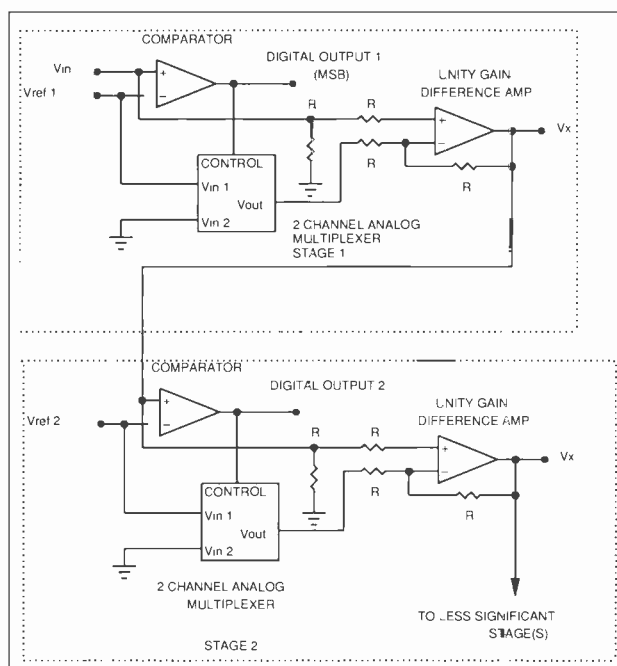 COMPARATOR
Vin
+
DIGITAL OUTPUT 1
(MSB)
UNITY GAIN
DIFFERENCE AMP
Vref 1
−
R
R
+
Vx
−
R
R
CONTROL
Vin 1
Vout
Vin 2
2 CHANNEL ANALOG
MULTIPLEXER
STAGE 1
COMPARATOR
+
DIGITAL OUTPUT 2
UNITY GAIN
DIFFERENCE AMP
Vref 2
−
R
R
+
Vx
−
R
R
CONTROL
Vin 1
Vout
Vin 2
2 CHANNEL ANALOG
MULTIPLEXER
TO LESS SIGNIFICANT
STAGE(S)
STAGE 2